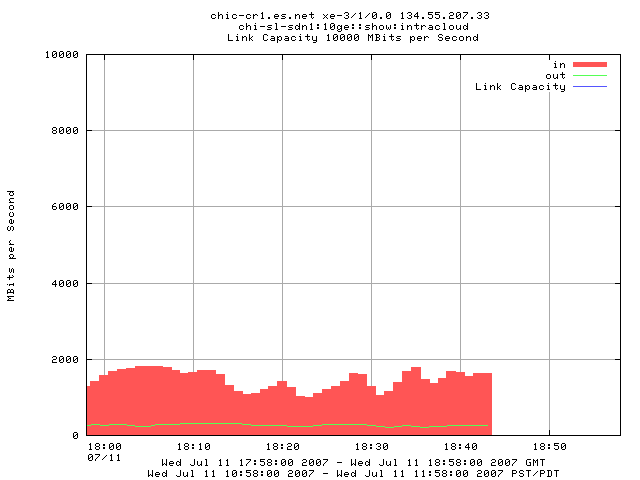 chic-cr1.es.net xe-3/1/0.0 134.55.207.33
chi-sl-sdn1:10ge::show:intracloud
Link Capacity 10000 MBits per Second
in
out
Link Capacity
MBits per Second
10000
8000
6000
4000
2000
0
18:00 18:10 18:20 18:30 18:40 18:50
07/11
Wed Jul 11 17:58:00 2007 - Wed Jul 11 18:58:00 2007 GMT
Wed Jul 11 10:58:00 2007 - Wed Jul 11 11:58:00 2007 PST/PDT